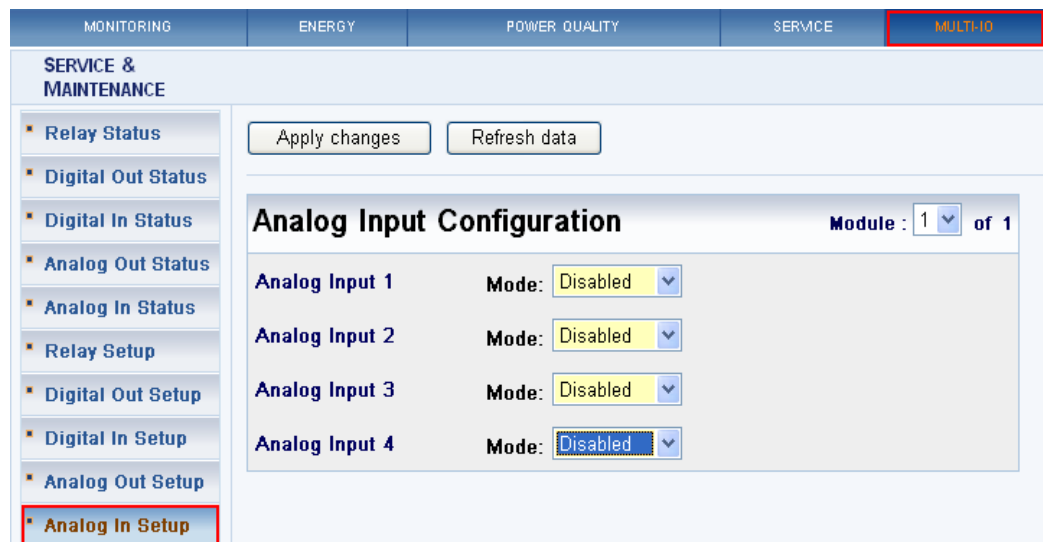 MONITORING ENERGY POWER QUALITY SERVICE MULTI-IO
SERVICE &
MAINTENANCE
Relay Status
Digital Out Status
Digital In Status
Analog Out Status
Analog In Status
Relay Setup
Digital Out Setup
Digital In Setup
Analog Out Setup
Analog In Setup
Apply changes Refresh data
Analog Input Configuration Module : 1 of 1
Analog Input 1 Mode: Disabled
Analog Input 2 Mode: Disabled
Analog Input 3 Mode: Disabled
Analog Input 4 Mode: Disabled